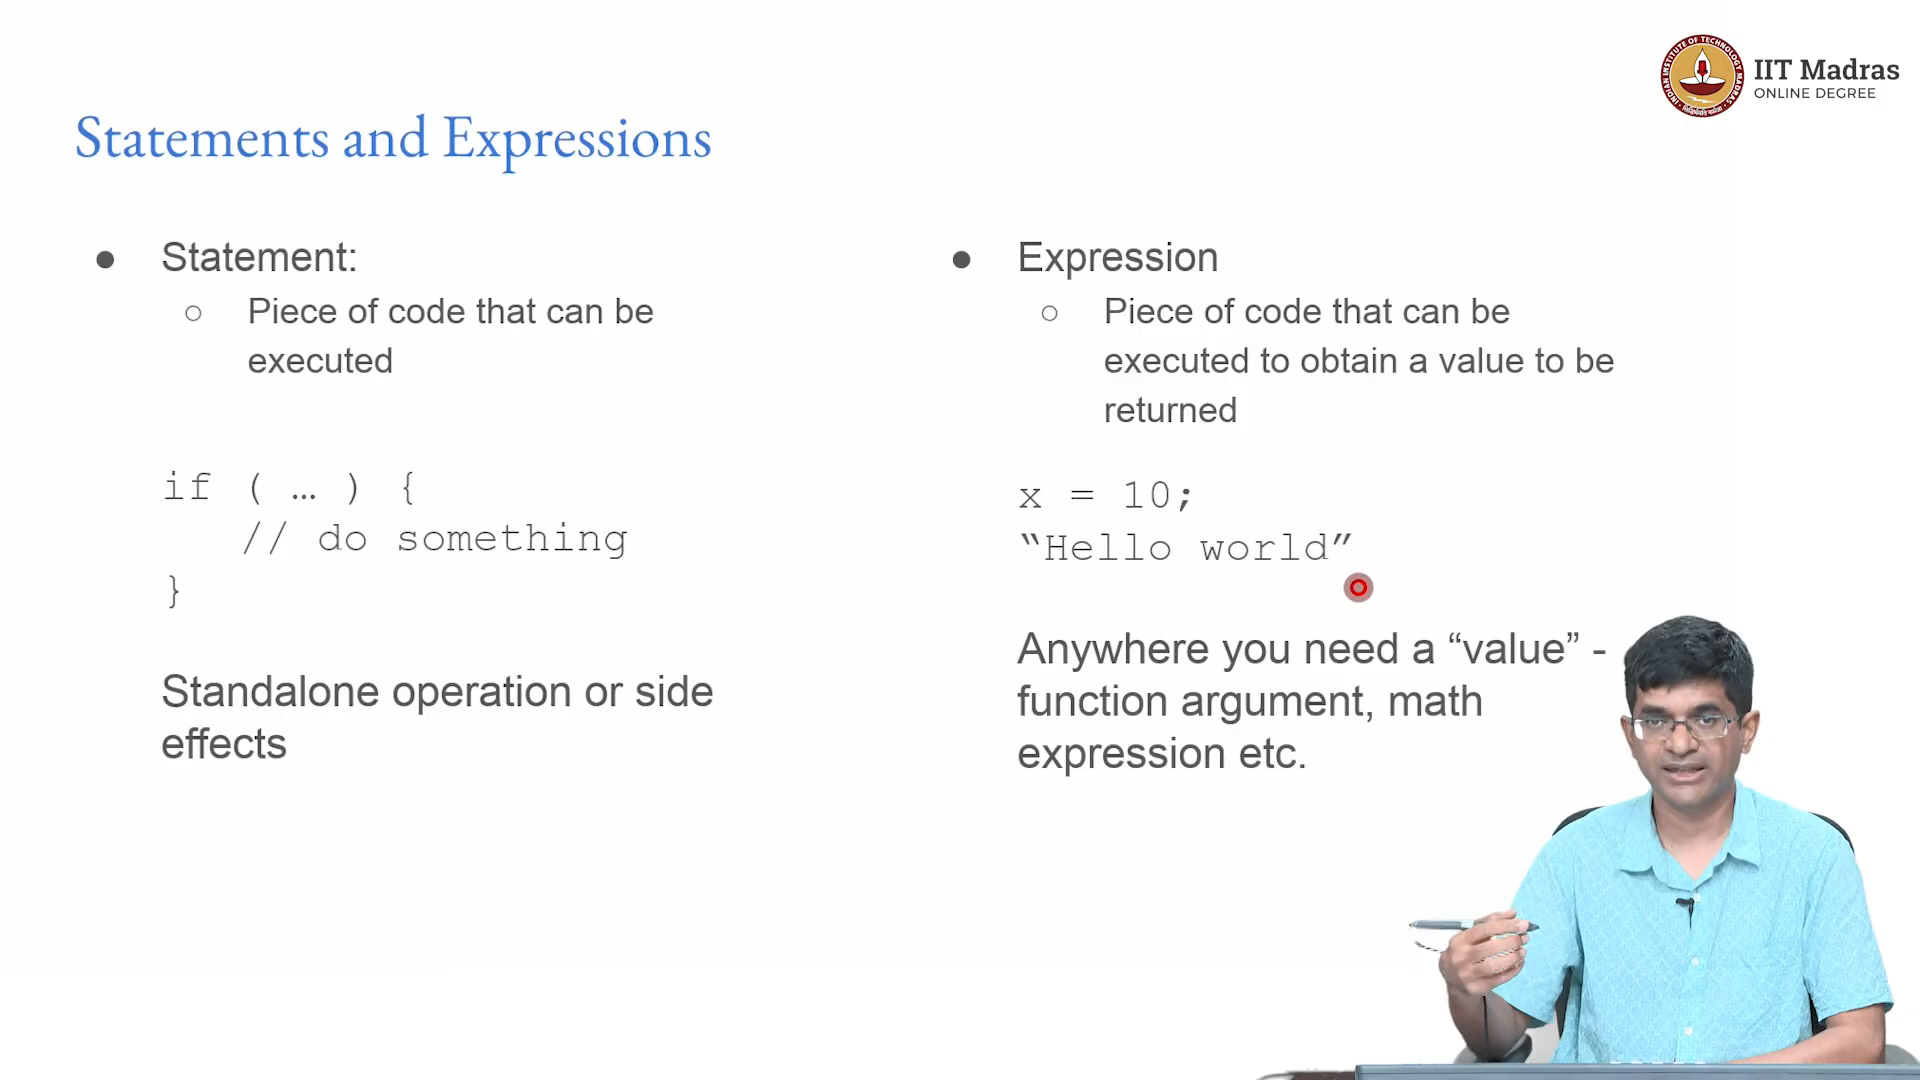 IIT Madras
ONLINE DEGREE
Statements and Expressions
● Statement:
○ Piece of code that can be
executed
if ( … ) {
// do something
}
Standalone operation or side
effects
● Expression
○ Piece of code that can be
executed to obtain a value to be
returned
x = 10;
“Hello world”
Anywhere you need a “value” -
function argument, math
expression etc.